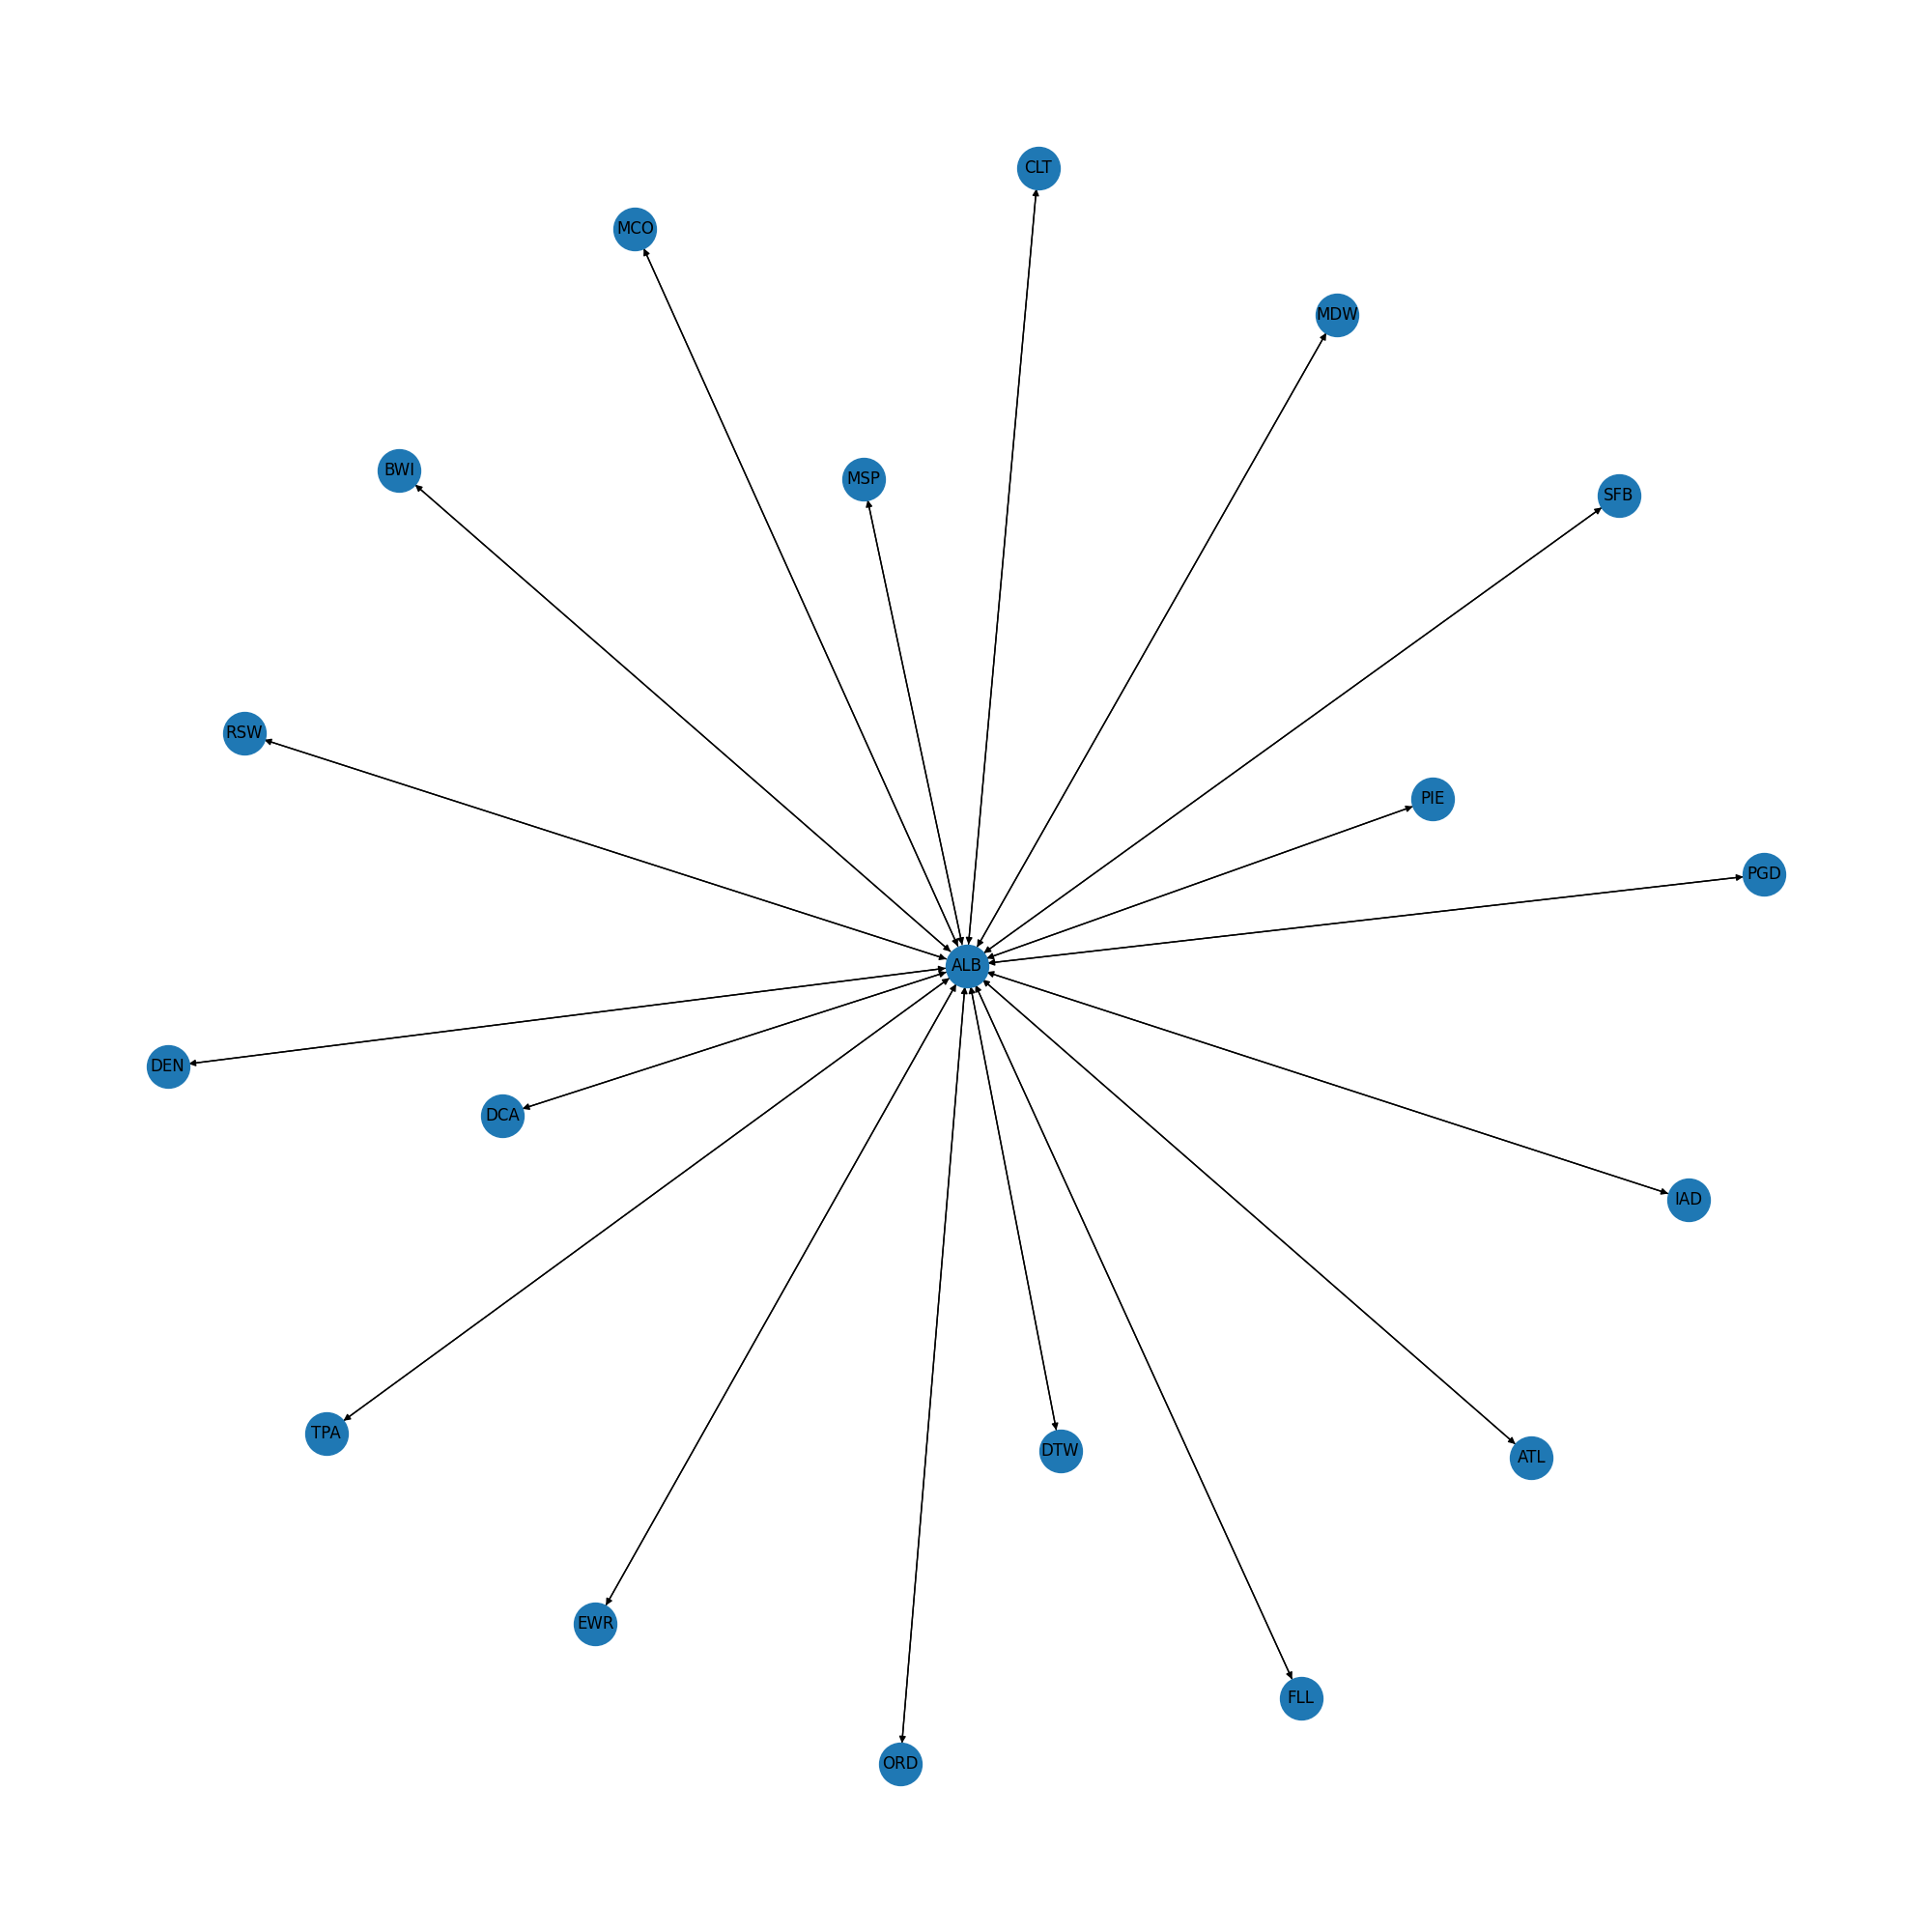 CLT
MCO
MDW
BWI
MSP
SFB
RSW
PIE
PGD
ALB
DEN
DCA
IAD
TPA
DTW
ATL
EWR
FLL
ORD